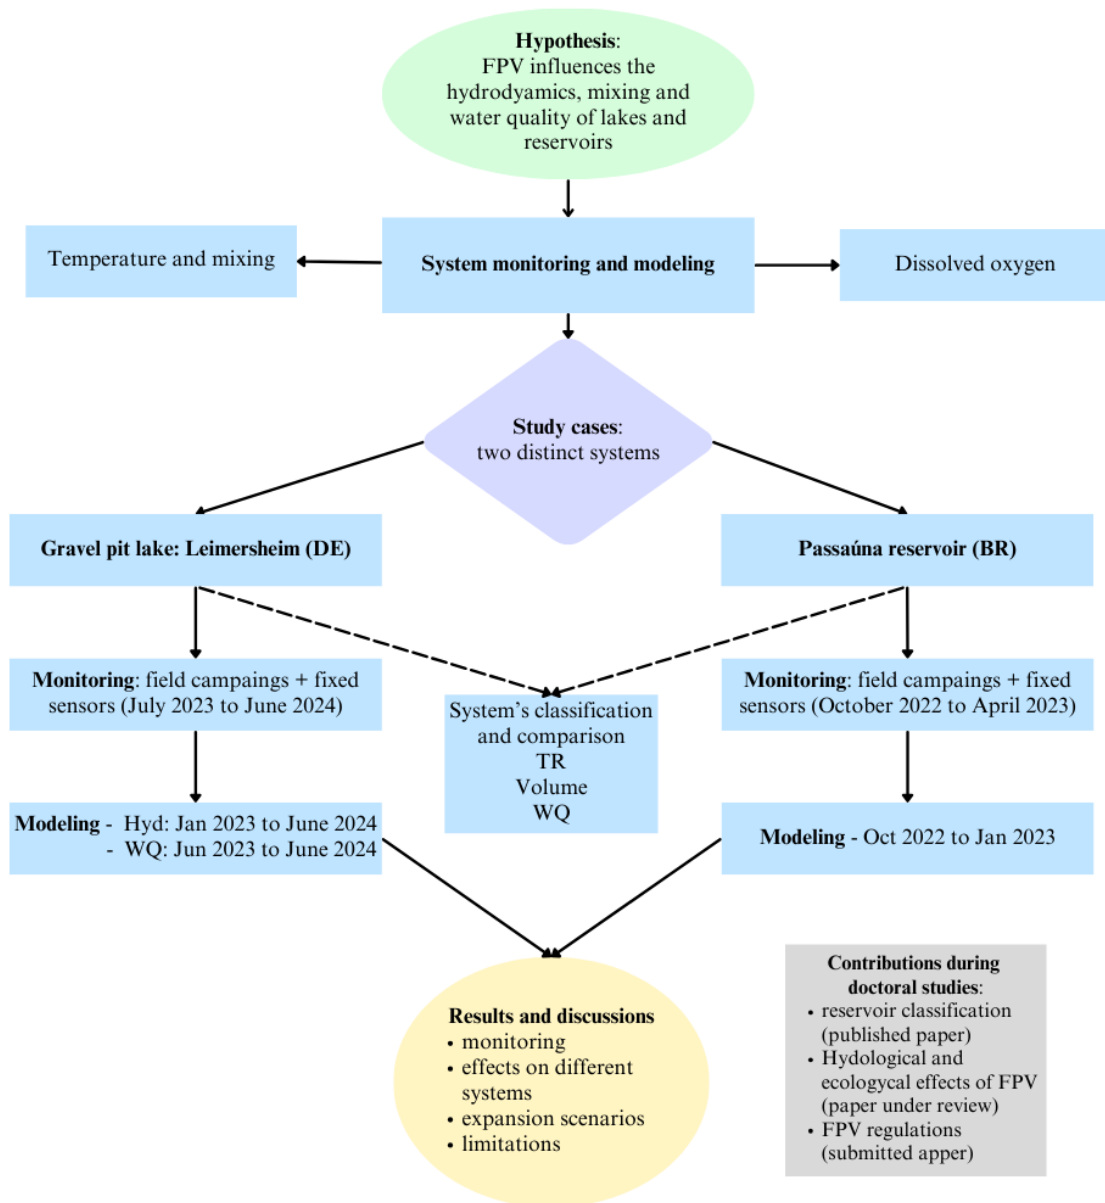 Hypothesis:
FPV influences the
hydrodyamics, mixing and
water quality of lakes and
reservoirs
Temperature and mixing
System monitoring and modeling
Dissolved oxygen
Study cases:
two distinct systems
Gravel pit lake: Leimersheim (DE)
Passaúna reservoir (BR)
Monitoring: field campaings + fixed
sensors (July 2023 to June 2024)
System's classification
and comparison
TR
Volume
WQ
Monitoring: field campaings + fixed
sensors (October 2022 to April 2023)
Modeling - Hyd: Jan 2023 to June 2024
- WQ: Jun 2023 to June 2024
Modeling - Oct 2022 to Jan 2023
Results and discussions
• monitoring
• effects on different
systems
• expansion scenarios
• limitations
Contributions during
doctoral studies:
• reservoir classification
(published paper)
• Hydological and
ecologycal effects of FPV
(paper under review)
• FPV regulations
(submitted apper)